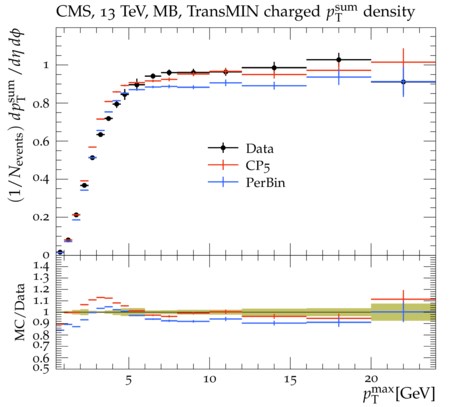 CMS, 13 TeV, MB, TransMIN charged p_T^sum density
(1/N_events) dp_T^sum/dη dφ
1
0.8
0.6
0.4
0.2
0
Data
CP5
PerBin
MC/Data
1.4
1.3
1.2
1.1
1
0.9
0.8
0.7
0.6
0.5
5 10 15 20
p_T^max[GeV]